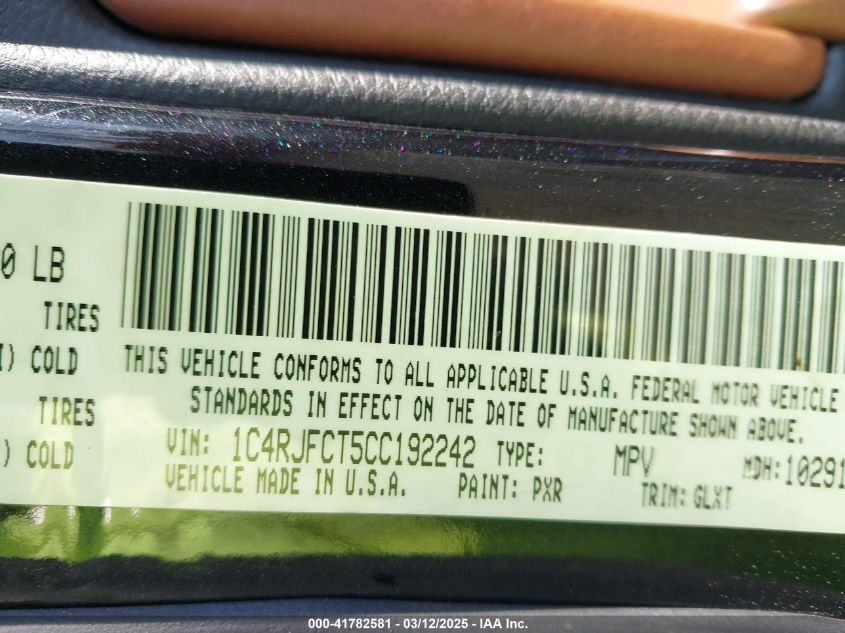 0 LB
TIRES
) COLD
TIRES
) COLD
THIS VEHICLE CONFORMS TO ALL APPLICABLE U.S.A. FEDERAL MOTOR VEHICLE
STANDARDS IN EFFECT ON THE DATE OF MANUFACTURE SHOWN ABOVE.
VIN: 1C4RJFCT5CC192242 TYPE: MPV MDH: 10291
VEHICLE MADE IN U.S.A. PAINT: PXR TRIM: GLXT
000-41782581 - 03/12/2025 - IAA Inc.